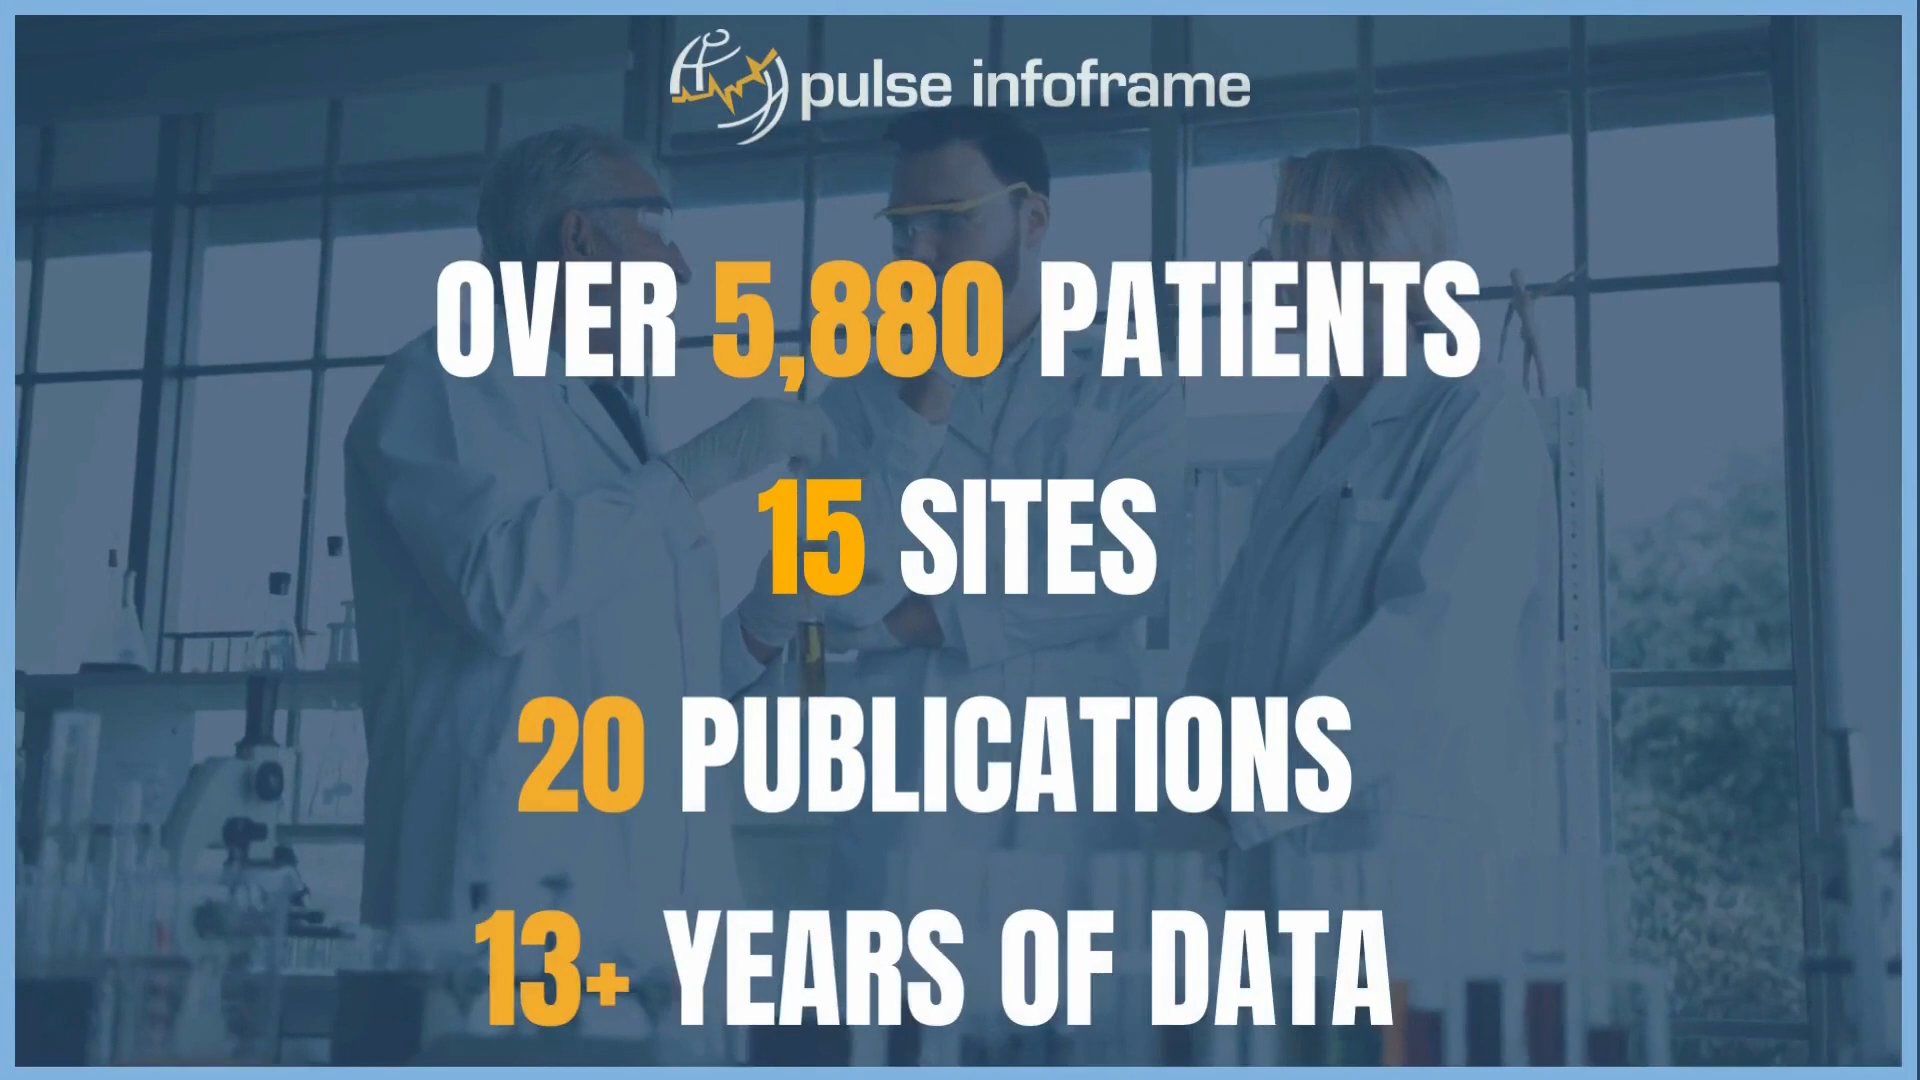 pulse infoframe
OVER 5,880 PATIENTS
15 SITES
20 PUBLICATIONS
13+ YEARS OF DATA